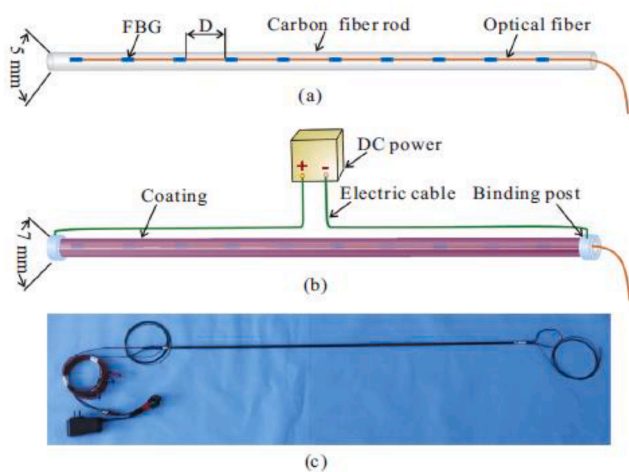 FBG D Carbon fiber rod Optical fiber
5 mm
(a)
DC power
+ -
Coating Electric cable Binding post
7 mm
(b)
(c)